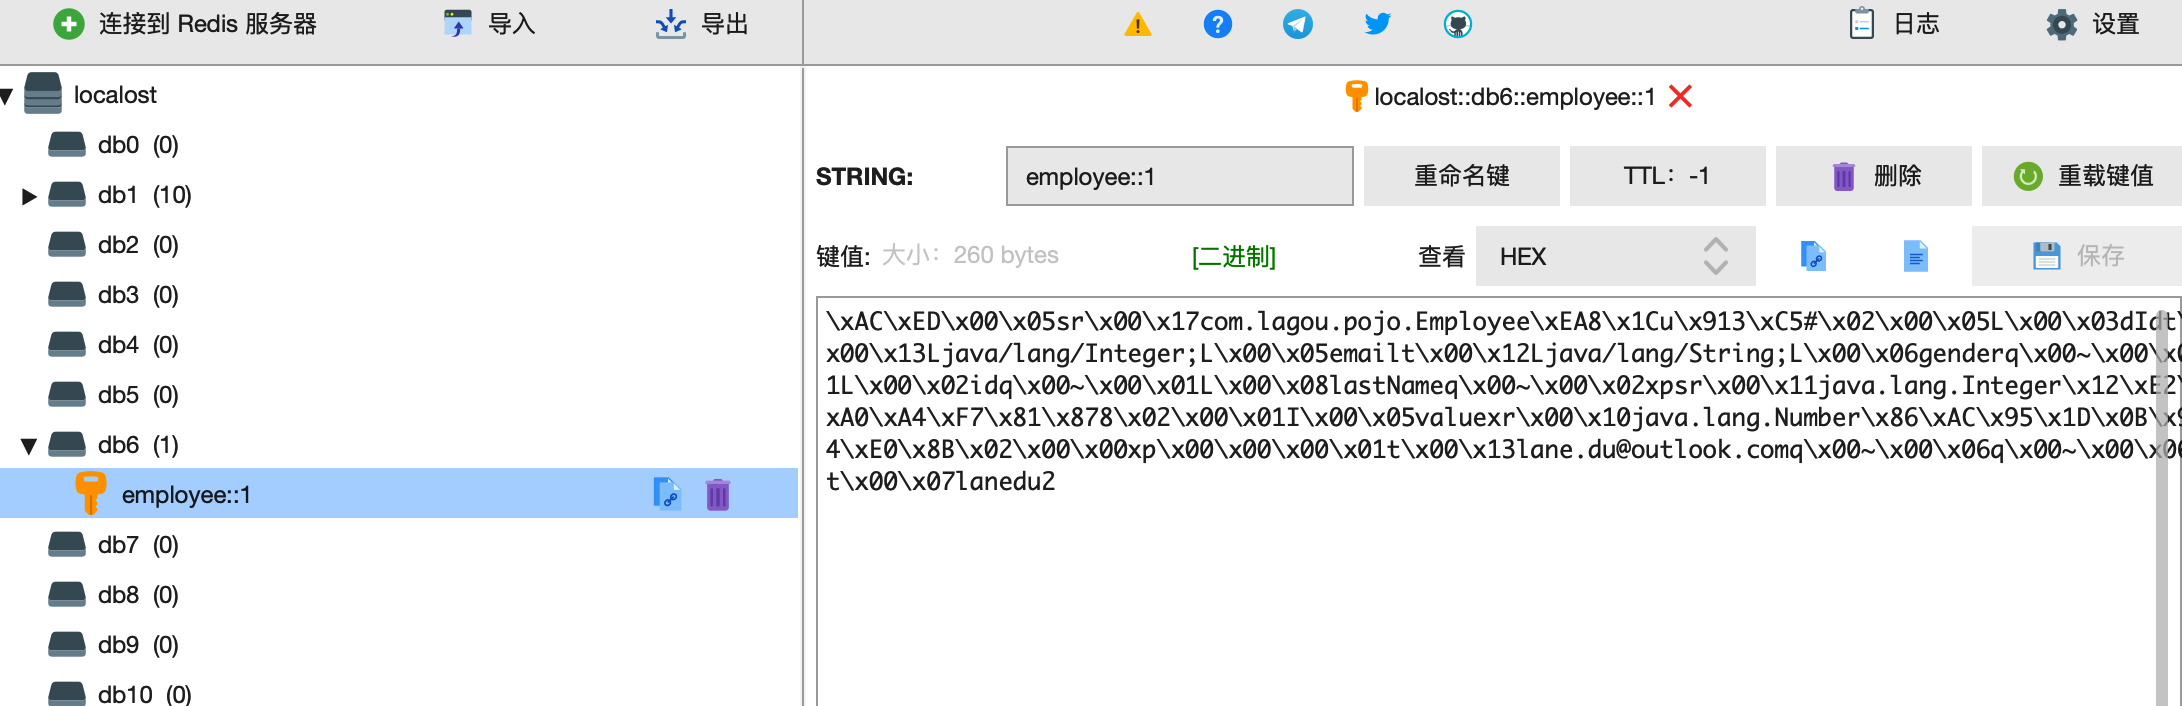 连接到 Redis 服务器 导入 导出 日志 设置
localost
db0 (0)
db1 (10)
db2 (0)
db3 (0)
db4 (0)
db5 (0)
db6 (1)
employee::1
db7 (0)
db8 (0)
db9 (0)
db10 (0)
localost::db6::employee::1
STRING: employee::1 重命名键 TTL: -1 删除 重载键值
键值: 大小: 260 bytes [二进制] 查看 HEX 保存
\xAC\xED\x00\x05sr\x00\x17com.lagou.pojo.Employee\xEA8\x1Cu\x913\xC5#\x02\x00\x05L\x00\x03dIdt\
x00\x13Ljava/lang/Integer;L\x00\x05emailt\x00\x12Ljava/lang/String;L\x00\x06genderq\x00~\x00\x0
1L\x00\x02idq\x00~\x00\x01L\x00\x08lastNameq\x00~\x00\x02xpsr\x00\x11java.lang.Integer\x12\xE2\
xA0\xA4\xF7\x81\x878\x02\x00\x01I\x00\x05valuexr\x00\x10java.lang.Number\x86\xAC\x95\x1D\x0B\x9
4\xE0\x8B\x02\x00\x00xp\x00\x00\x00\x01t\x00\x13lane.du@outlook.comq\x00~\x00\x06q\x00~\x00\x06
t\x00\x07lanedu2